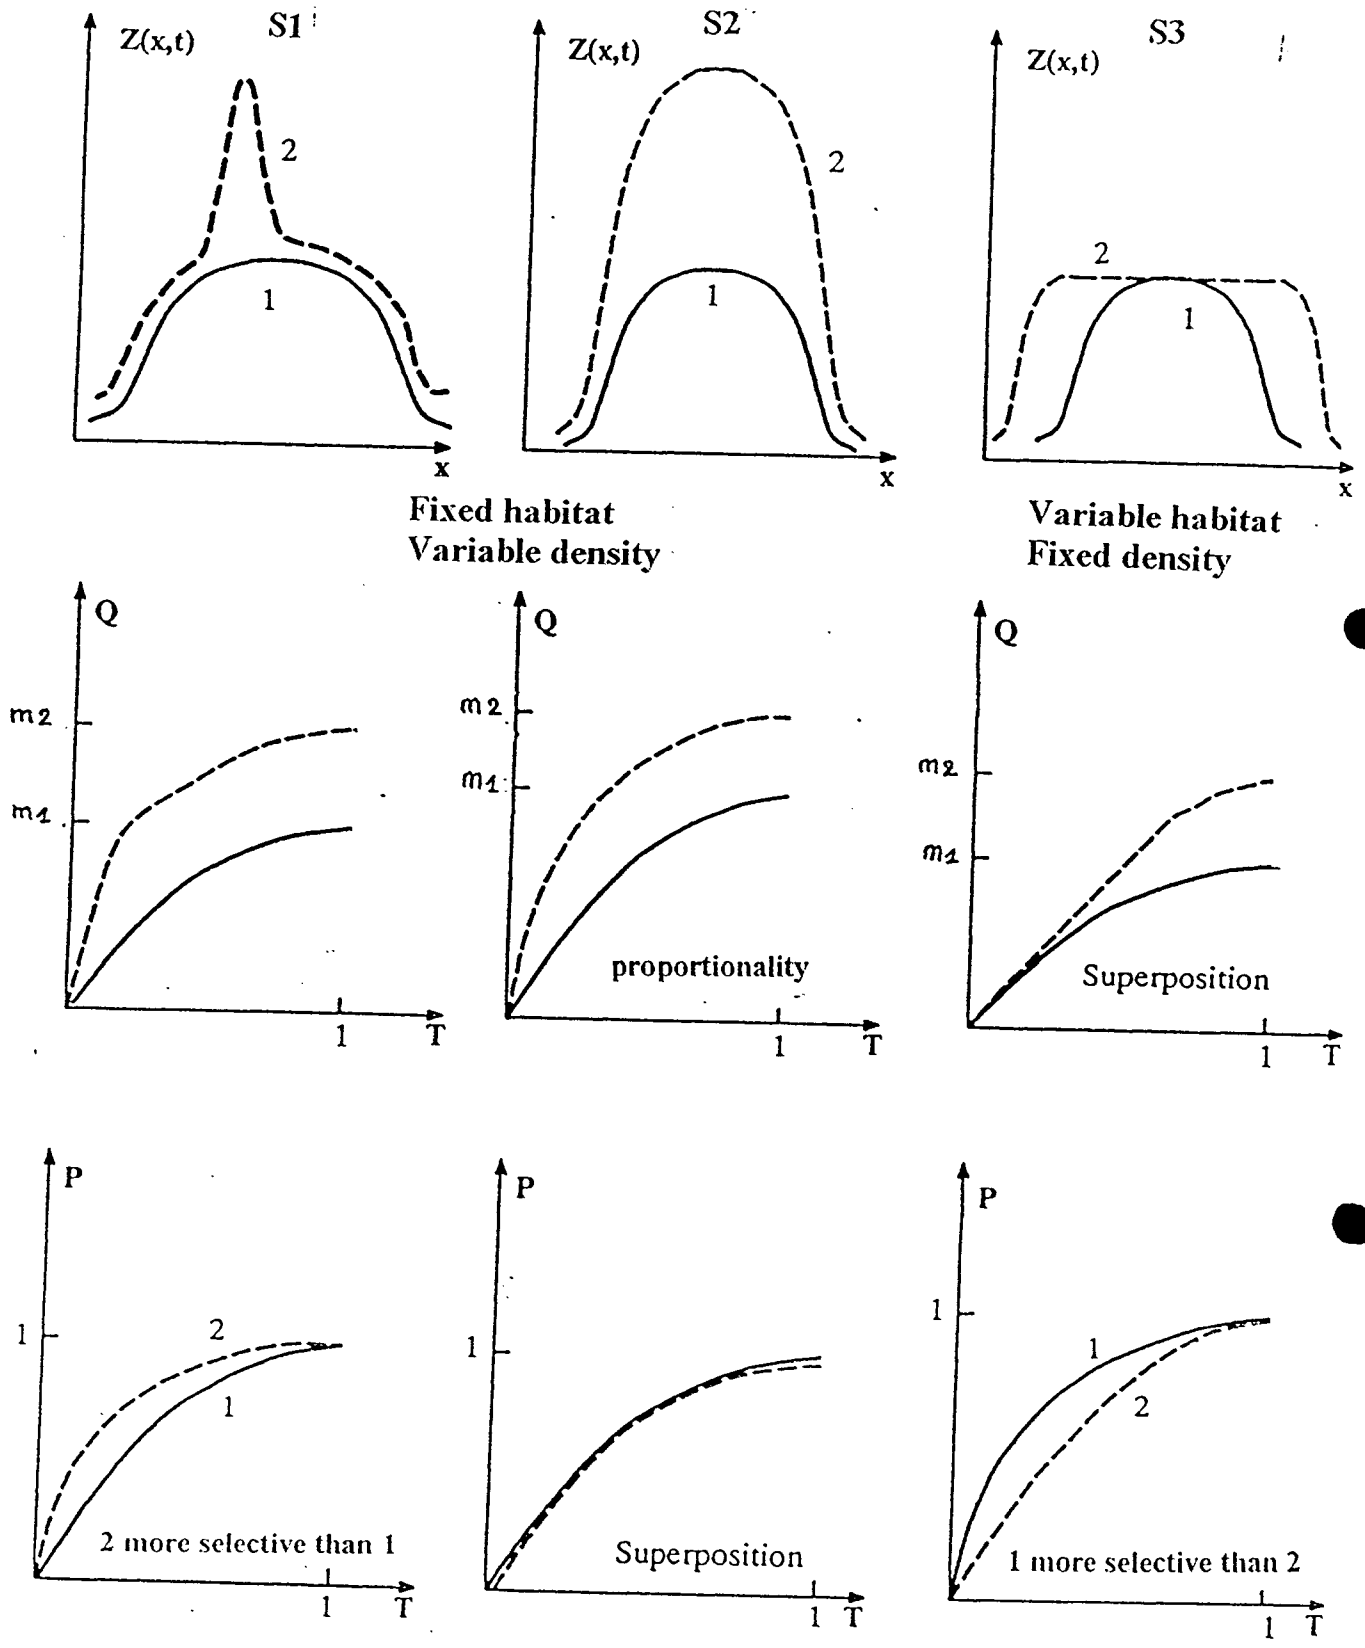 S1
Z(x,t)
2
1
x
S2
Z(x,t)
2
1
x
S3
Z(x,t)
2
1
x
Fixed habitat
Variable density
Variable habitat
Fixed density
Q
m2
m1
1
T
Q
m2
m1
proportionality
1
T
Q
m2
m1
Superposition
1
T
P
1
2
1
2 more selective than 1
1
T
P
1
Superposition
1
T
P
1
1
2
1 more selective than 2
1
T